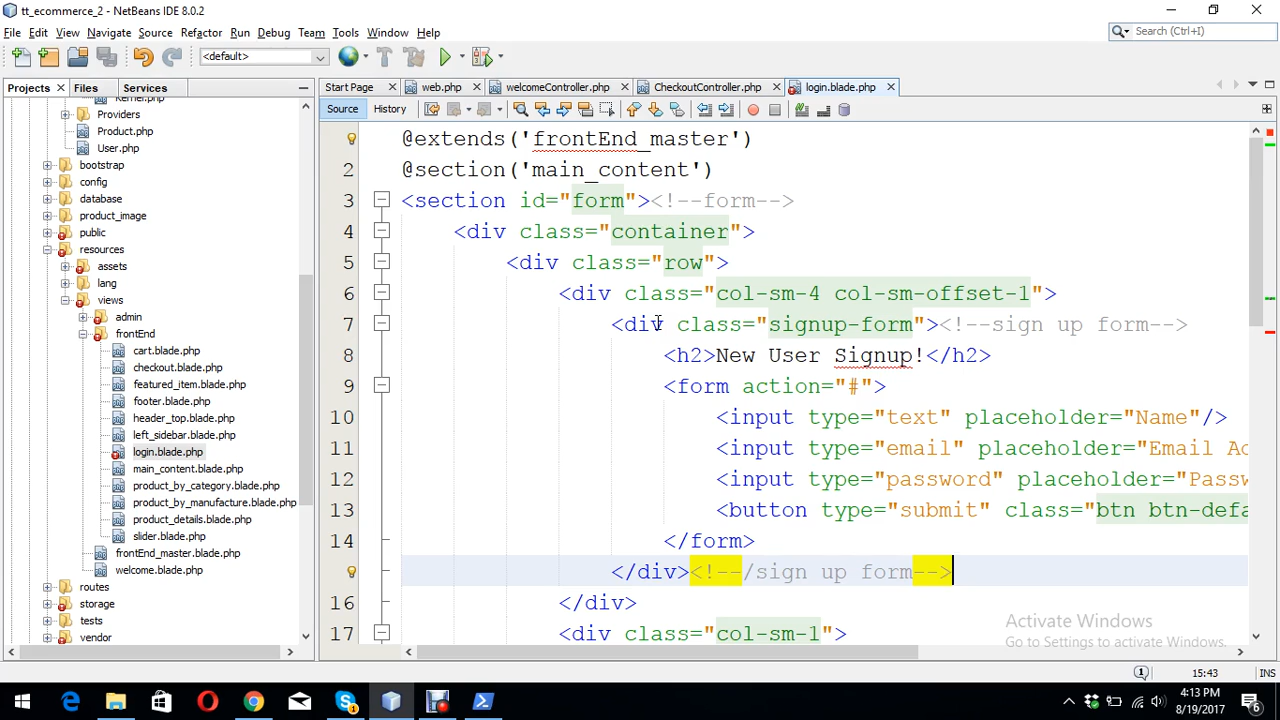 tt_ecommerce_2 - NetBeans IDE 8.0.2
File Edit View Navigate Source Refactor Run Debug Team Tools Window Help
Search (Ctrl+I)
<default>
Projects Files Services
Start Page web.php welcomeController.php CheckoutController.php login.blade.php
Source History
Kernel.php
Providers
Product.php
User.php
bootstrap
config
database
product_image
public
resources
assets
lang
views
admin
frontEnd
cart.blade.php
checkout.blade.php
featured_item.blade.php
footer.blade.php
header_top.blade.php
left_sidebar.blade.php
login.blade.php
main_content.blade.php
product_by_category.blade.php
product_by_manufacture.blade.php
product_details.blade.php
slider.blade.php
frontEnd_master.blade.php
welcome.blade.php
routes
storage
tests
vendor
@extends('frontEnd_master')
2 @section('main_content')
3 <section id="form"><!--form-->
4 <div class="container">
5 <div class="row">
6 <div class="col-sm-4 col-sm-offset-1">
7 <div class="signup-form"><!--sign up form-->
8 <h2>New User Signup!</h2>
9 <form action="#">
10 <input type="text" placeholder="Name"/>
11 <input type="email" placeholder="Email Ad
12 <input type="password" placeholder="Passw
13 <button type="submit" class="btn btn-defa
14 </form>
</div><!--/sign up form-->
16 </div>
17 <div class="col-sm-1">
Activate Windows
Go to Settings to activate Windows.
1 15:43 INS
4:13 PM
8/19/2017
6